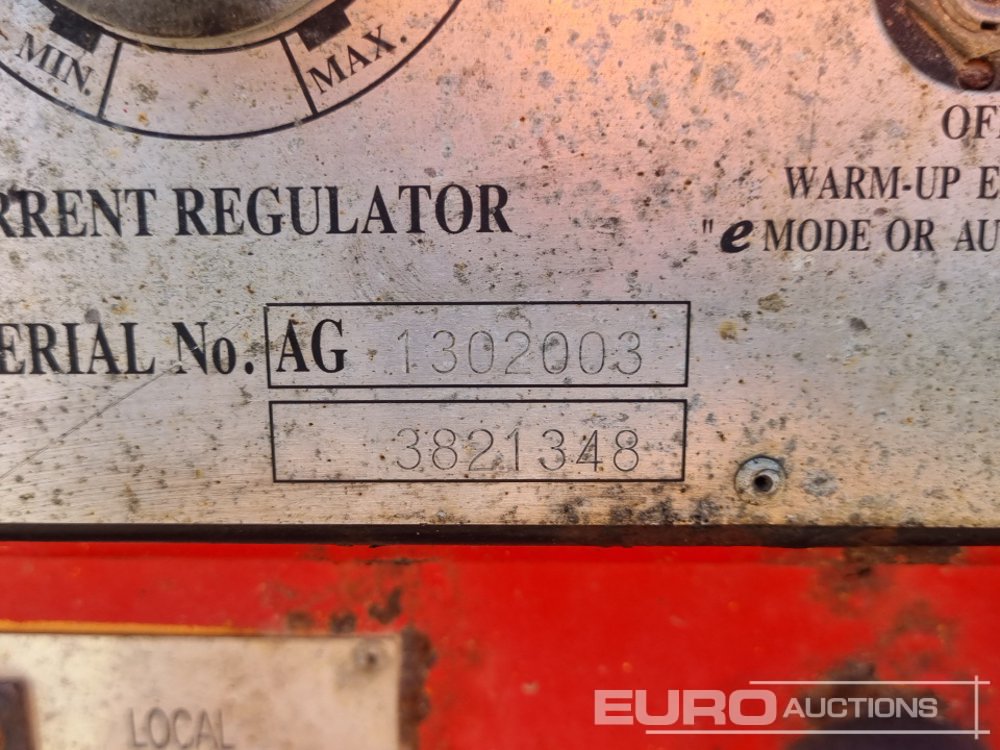 MIN.
MAX.
OF
RRENT REGULATOR
WARM-UP E
"e MODE OR AU
ERIAL No. AG 1302003
3821348
LOCAL
EURO AUCTIONS